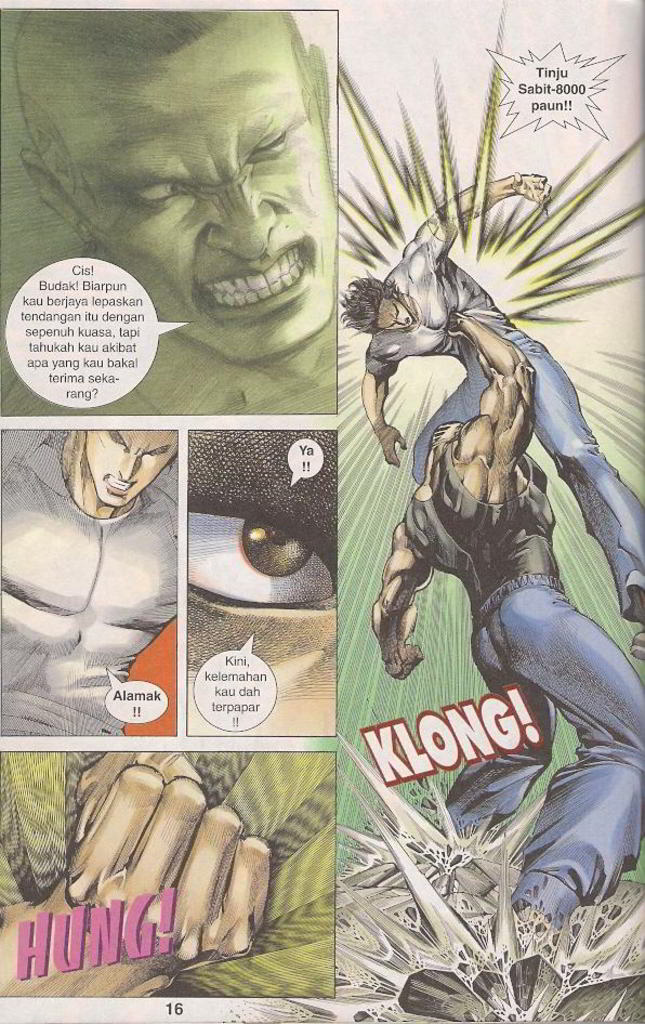 Cis!
Budak! Biarpun
kau berjaya lepaskan
tendangan itu dengan
sepenuh kuasa, tapi
tahukah kau akibat
apa yang kau bakal
terima seka-
rang?
Alamak
!!
Ya
!!
Kini,
kelemahan
kau dah
terpapar
!!
HUNG!
Tinju
Sabit-8000
paun!!
KLONG!
16